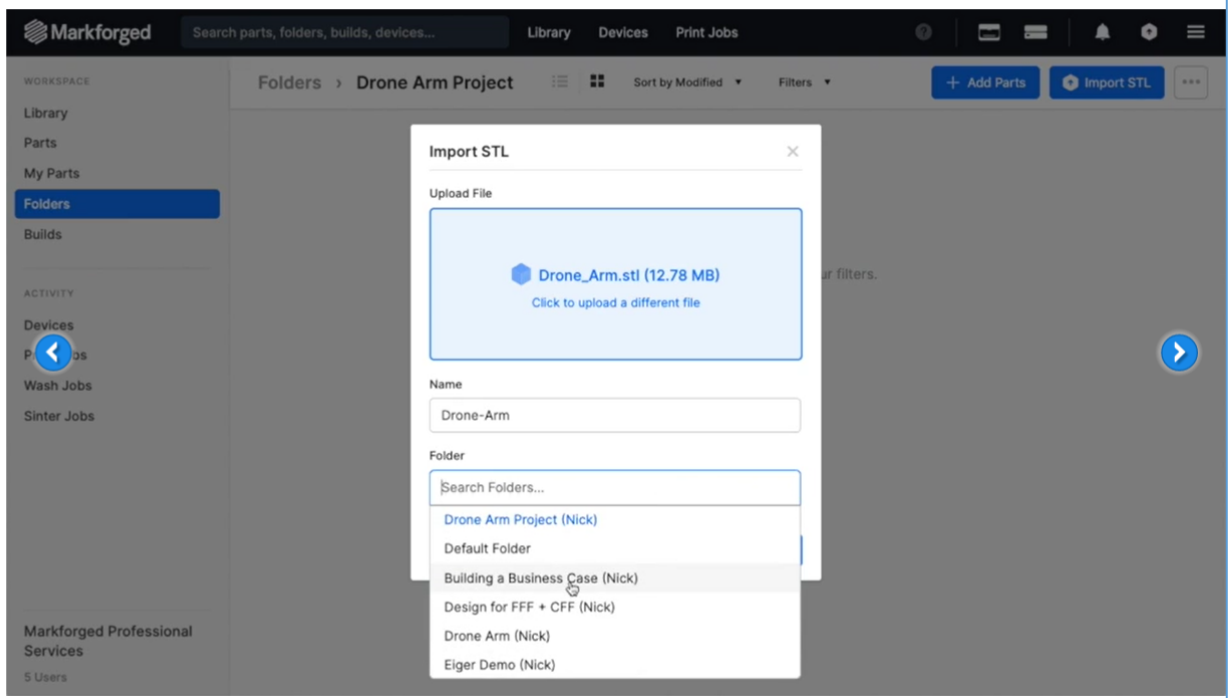 Markforged
Search parts, folders, builds, devices...
Library
Devices
Print Jobs
WORKSPACE
Library
Parts
My Parts
Folders
Builds
ACTIVITY
Devices
Wash Jobs
Sinter Jobs
Markforged Professional
Services
5 Users
Folders › Drone Arm Project
Sort by Modified
Filters
+ Add Parts
Import STL
Import STL
Upload File
Drone_Arm.stl (12.78 MB)
Click to upload a different file
filters.
Name
Drone-Arm
Folder
Search Folders...
Drone Arm Project (Nick)
Default Folder
Building a Business Case (Nick)
Design for FFF + CFF (Nick)
Drone Arm (Nick)
Eiger Demo (Nick)